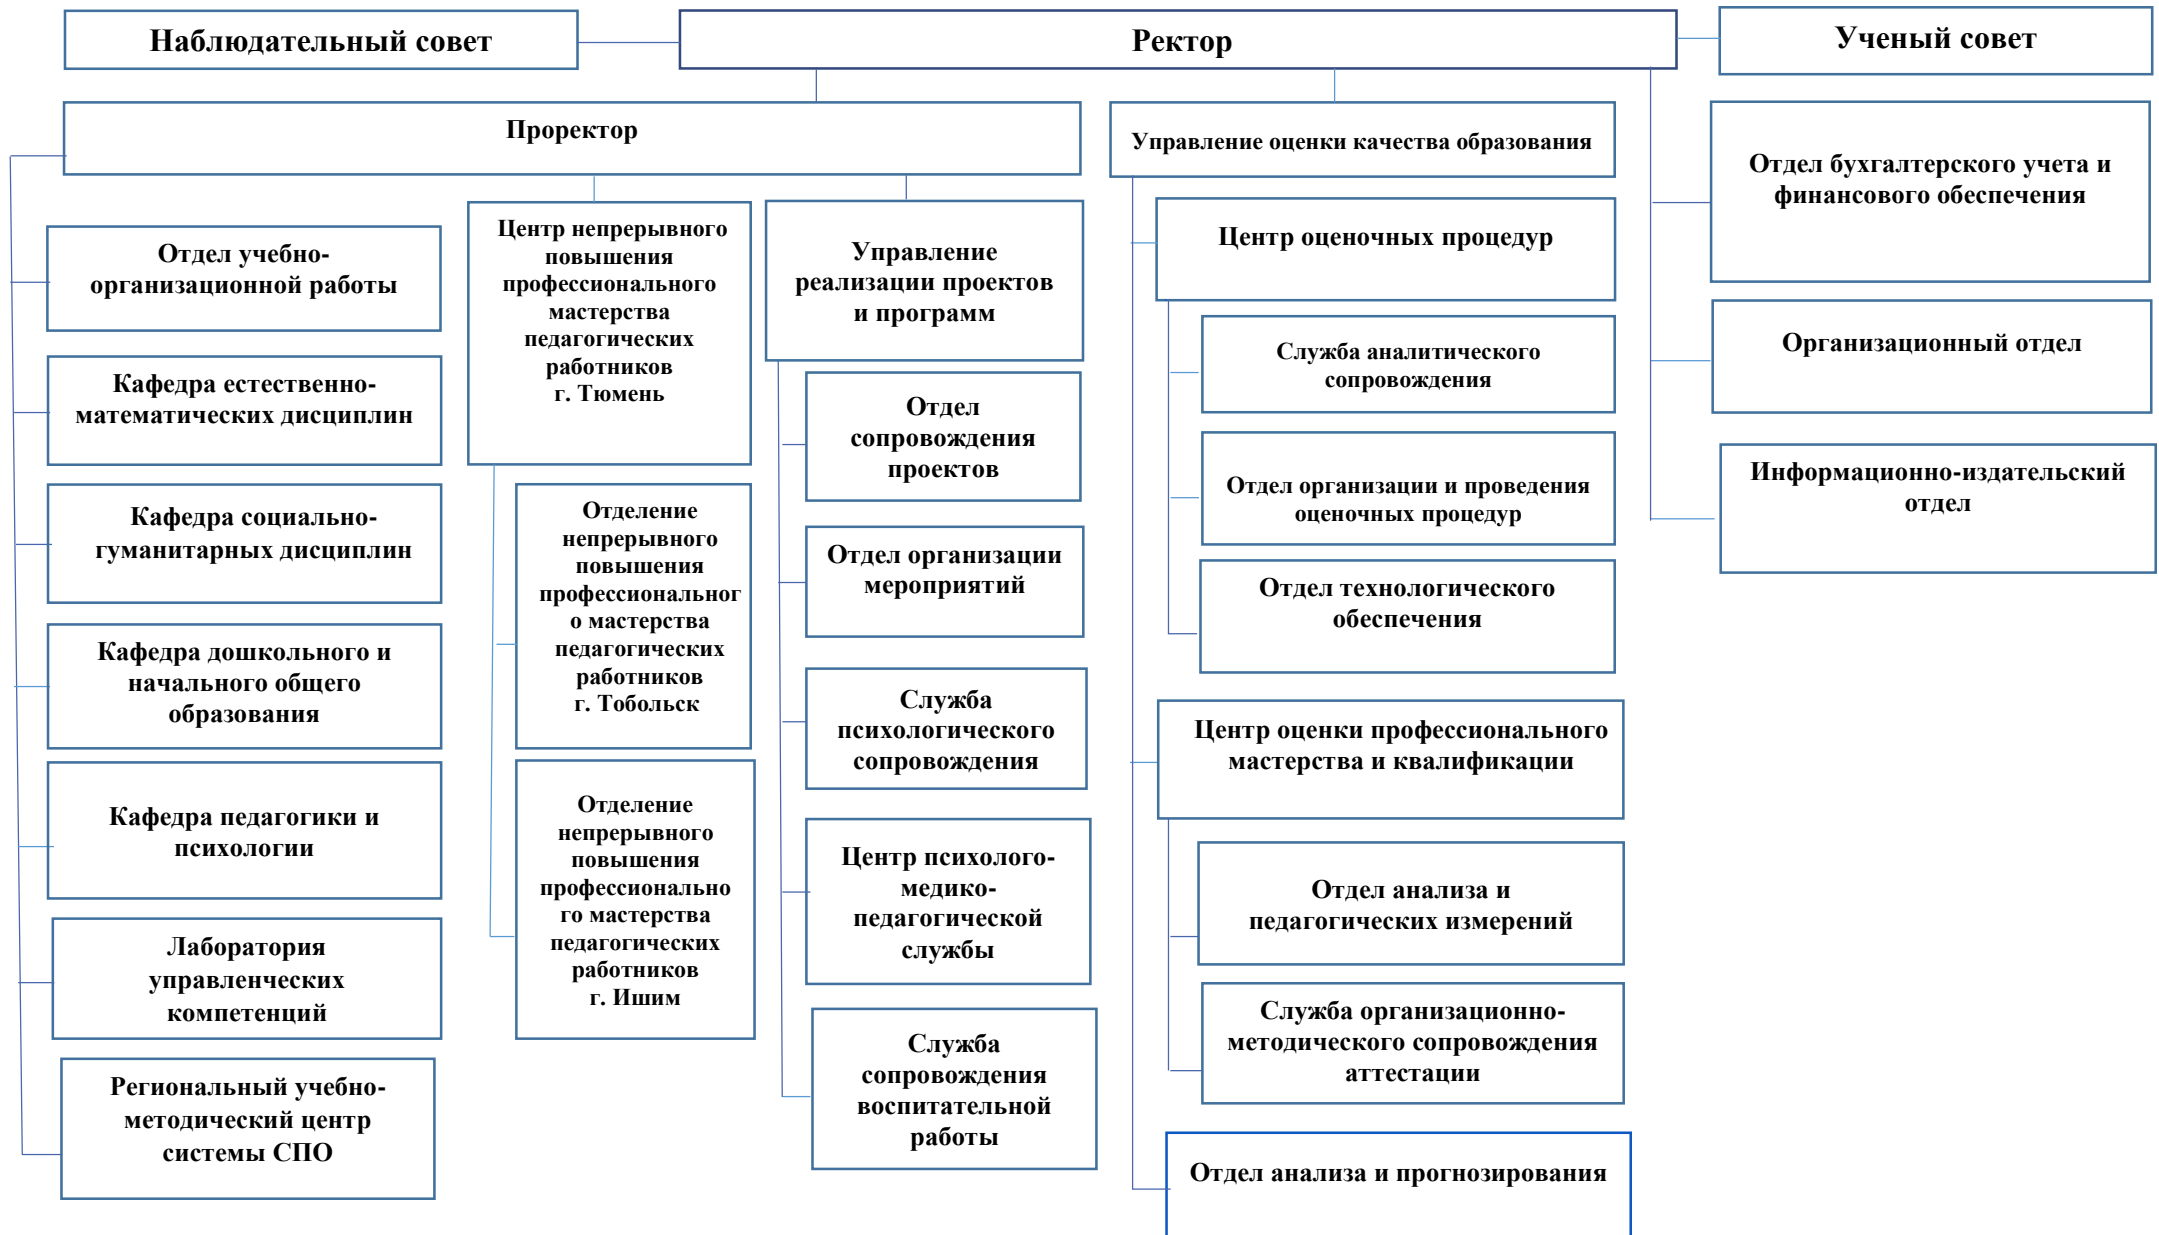 Наблюдательный совет
Ректор
Ученый совет
Проректор
Отдел учебно-
организационной работы
Кафедра естественно-
математических дисциплин
Кафедра социально-
гуманитарных дисциплин
Кафедра дошкольного и
начального общего
образования
Кафедра педагогики и
психологии
Лаборатория
управленческих
компетенций
Региональный учебно-
методический центр
системы СПО
Центр непрерывного
повышения
профессионального
мастерства
педагогических
работников
г. Тюмень
Отделение
непрерывного
повышения
профессиональног
о мастерства
педагогических
работников
г. Тобольск
Отделение
непрерывного
повышения
профессионально
го мастерства
педагогических
работников
г. Ишим
Управление
реализации проектов
и программ
Отдел
сопровождения
проектов
Отдел организации
мероприятий
Служба
психологического
сопровождения
Центр психолого-
медико-
педагогической
службы
Служба
сопровождения
воспитательной
работы
Управление оценки качества образования
Центр оценочных процедур
Служба аналитического
сопровождения
Отдел организации и проведения
оценочных процедур
Отдел технологического
обеспечения
Центр оценки профессионального
мастерства и квалификации
Отдел анализа и
педагогических измерений
Служба организационно-
методического сопровождения
аттестации
Отдел анализа и прогнозирования
Отдел бухгалтерского учета и
финансового обеспечения
Организационный отдел
Информационно-издательский
отдел